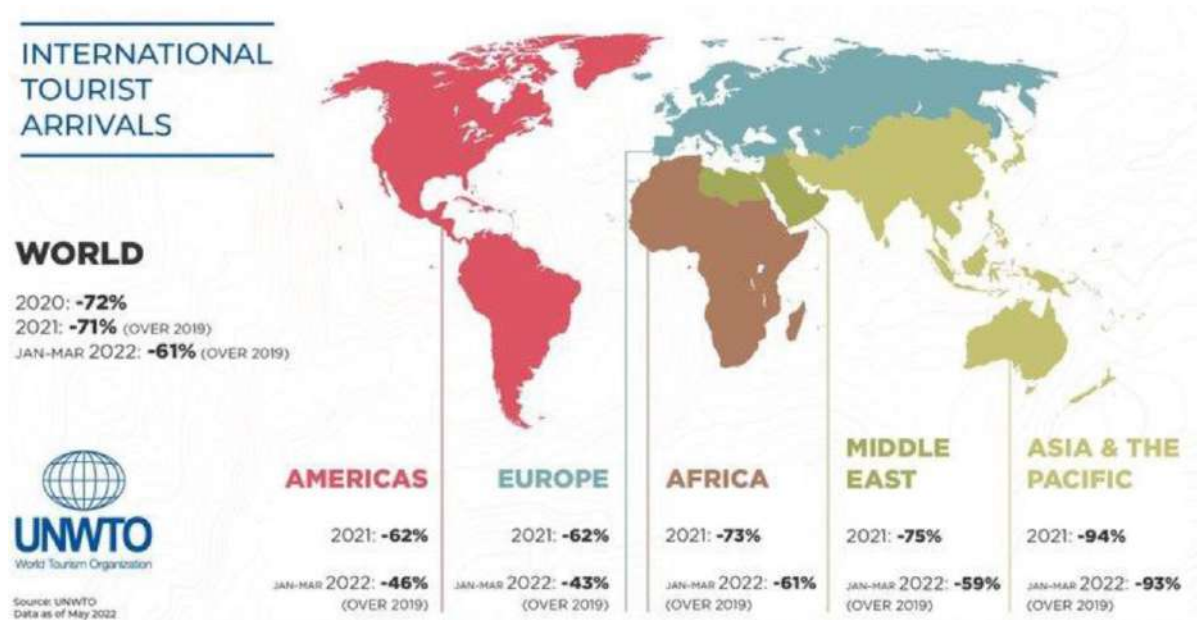 INTERNATIONAL
TOURIST
ARRIVALS
WORLD
2020: -72%
2021: -71% (OVER 2019)
JAN-MAR 2022: -61% (OVER 2019)
UNWTO
World Tourism Organization
Source: UNWTO
Data as of May 2022
AMERICAS
2021: -62%
JAN-MAR 2022: -46%
(OVER 2019)
EUROPE
2021: -62%
JAN-MAR 2022: -43%
(OVER 2019)
AFRICA
2021: -73%
JAN-MAR 2022: -61%
(OVER 2019)
MIDDLE
EAST
2021: -75%
JAN-MAR 2022: -59%
(OVER 2019)
ASIA & THE
PACIFIC
2021: -94%
JAN-MAR 2022: -93%
(OVER 2019)